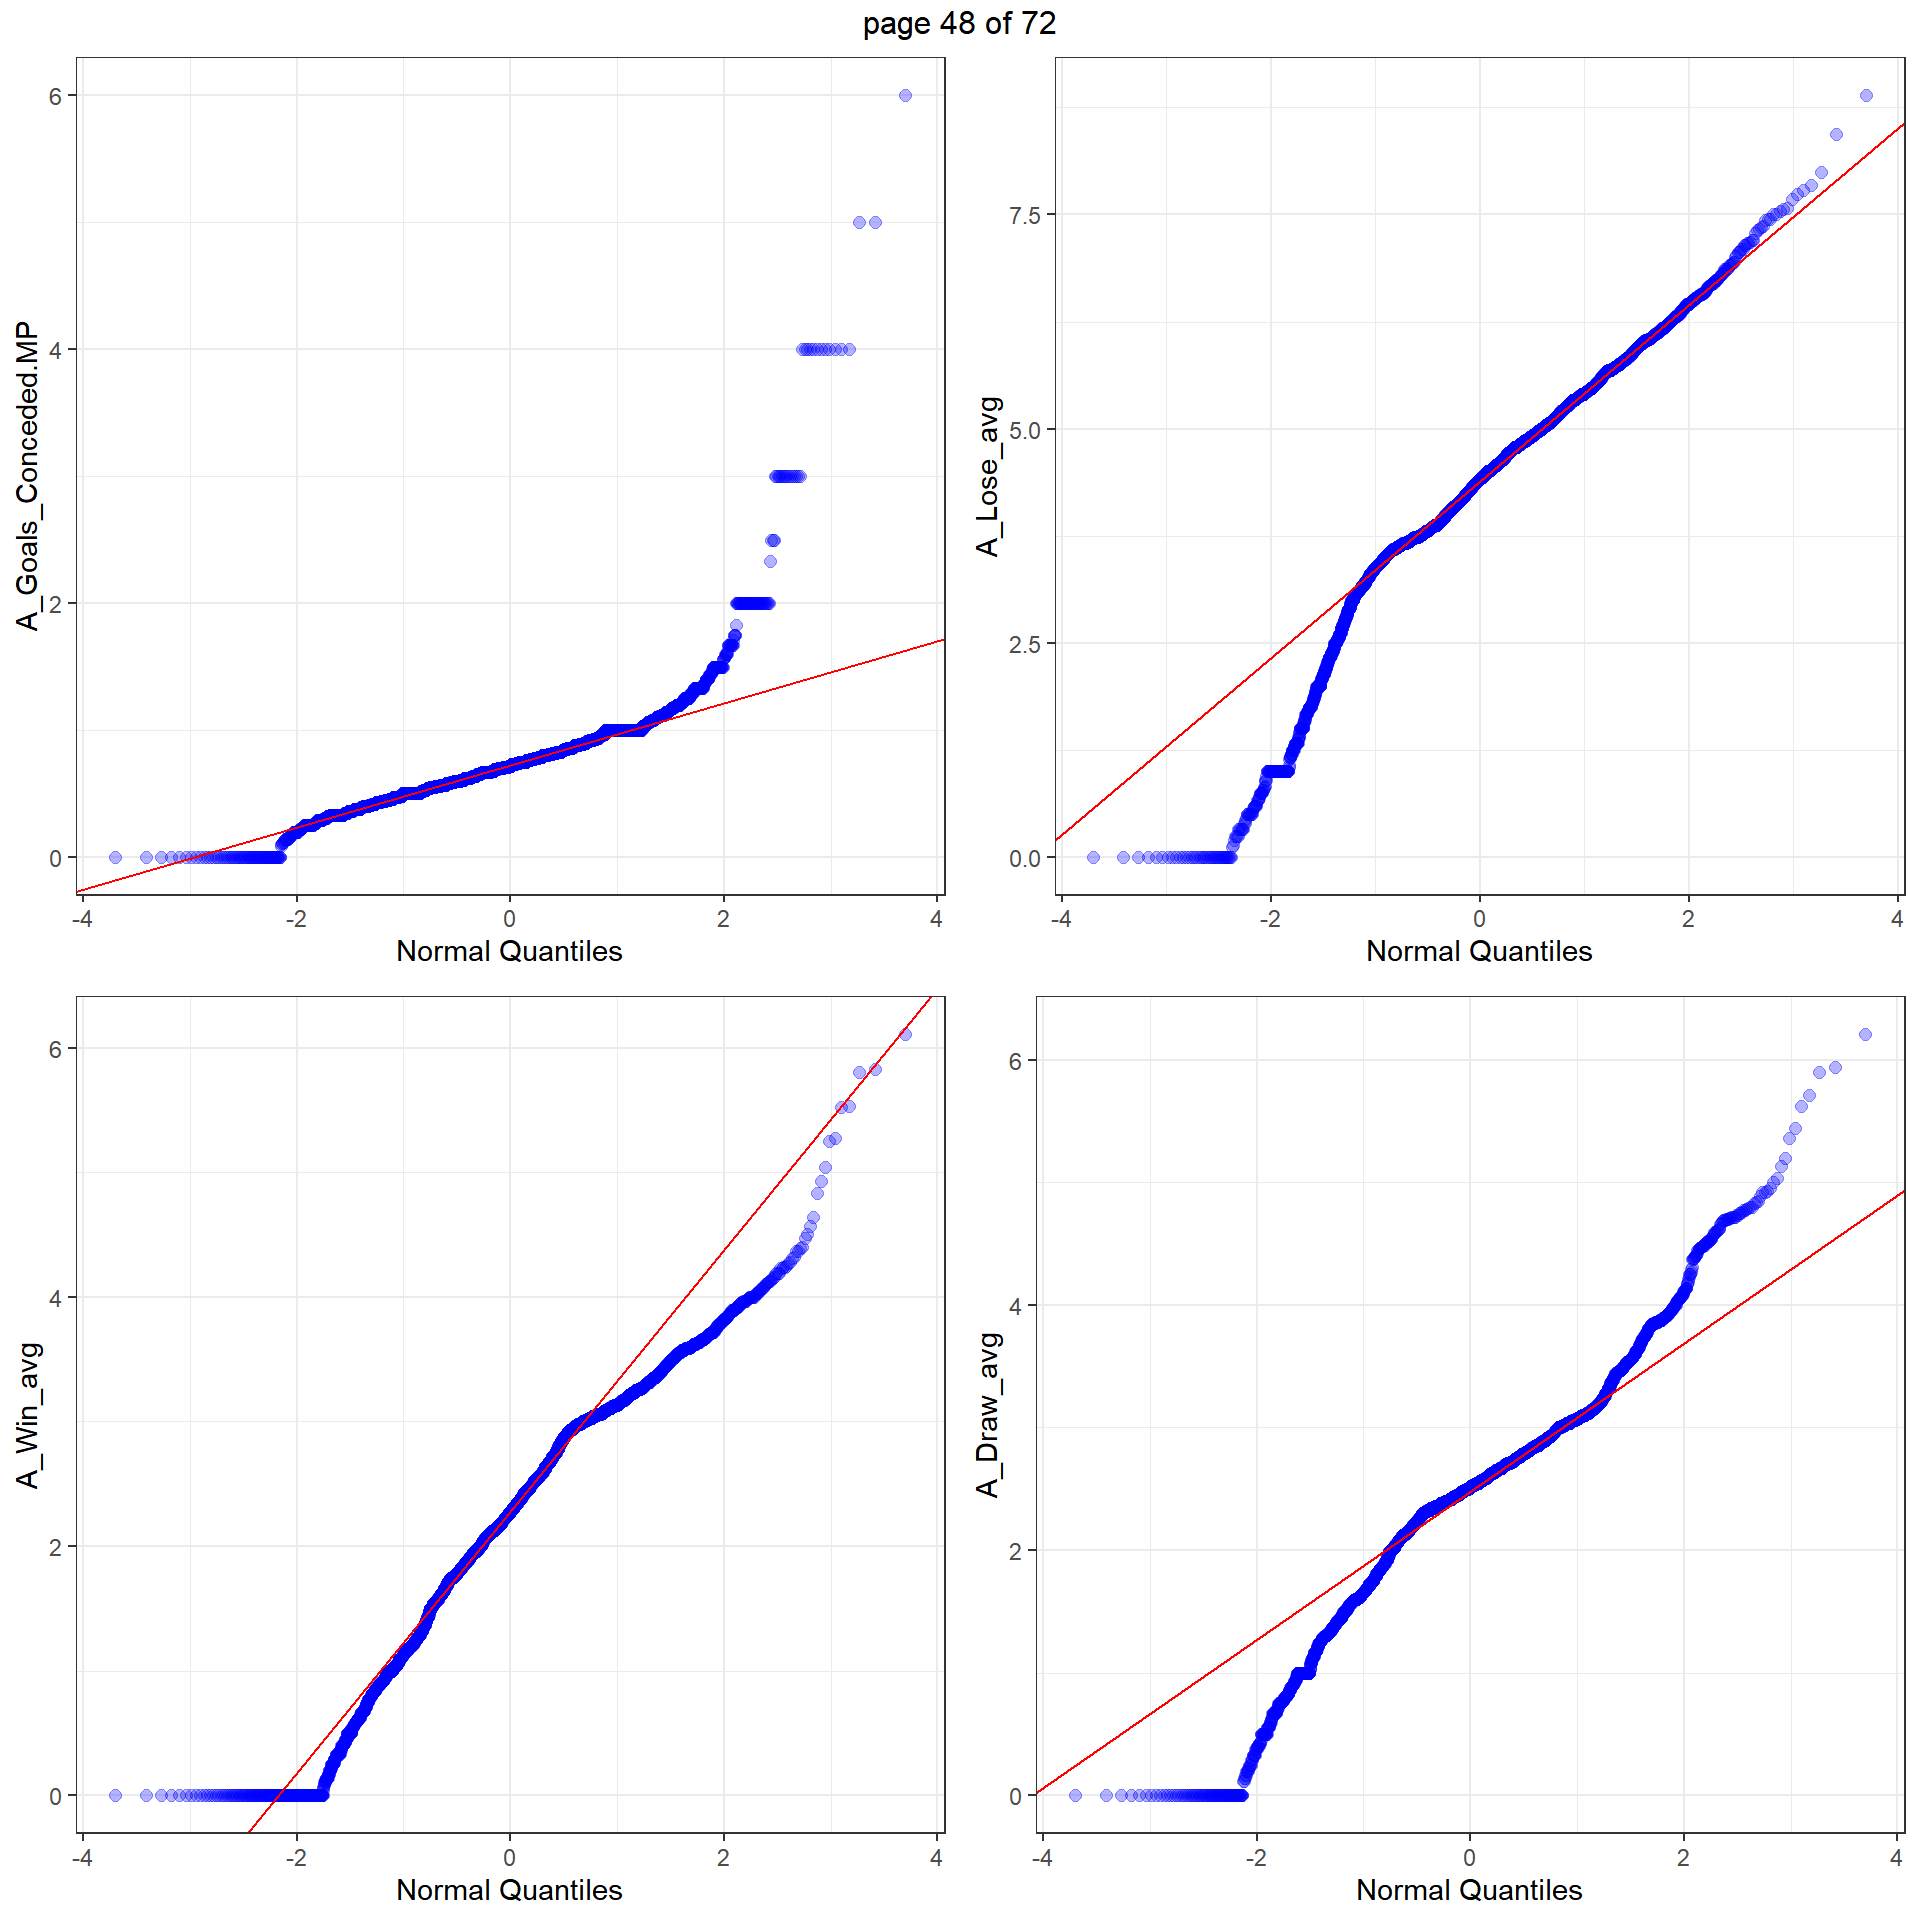 page 48 of 72
A_Goals_Conceded.MP
6
4
2
0
-4 -2 0 2 4
Normal Quantiles
A_Lose_avg
7.5
5.0
2.5
0.0
-4 -2 0 2 4
Normal Quantiles
A_Win_avg
6
4
2
0
-4 -2 0 2 4
Normal Quantiles
A_Draw_avg
6
4
2
0
-4 -2 0 2 4
Normal Quantiles